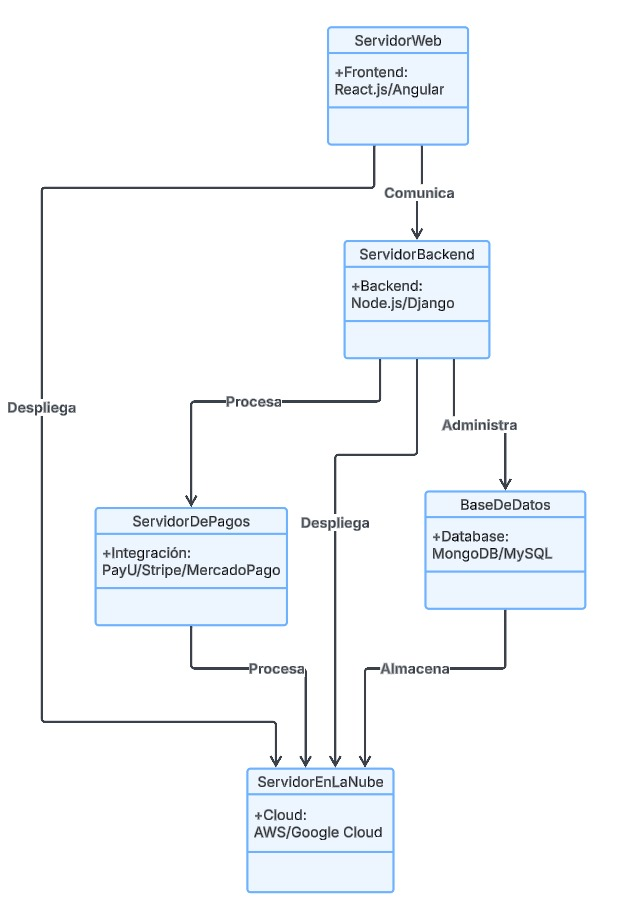 ServidorWeb
+Frontend:
React.js/Angular
Comunica
ServidorBackend
+Backend:
Node.js/Django
Procesa
Despliega
Administra
ServidorDePagos
+Integración:
PayU/Stripe/MercadoPago
Despliega
BaseDeDatos
+Database:
MongoDB/MySQL
Procesa
Almacena
ServidorEnLaNube
+Cloud:
AWS/Google Cloud